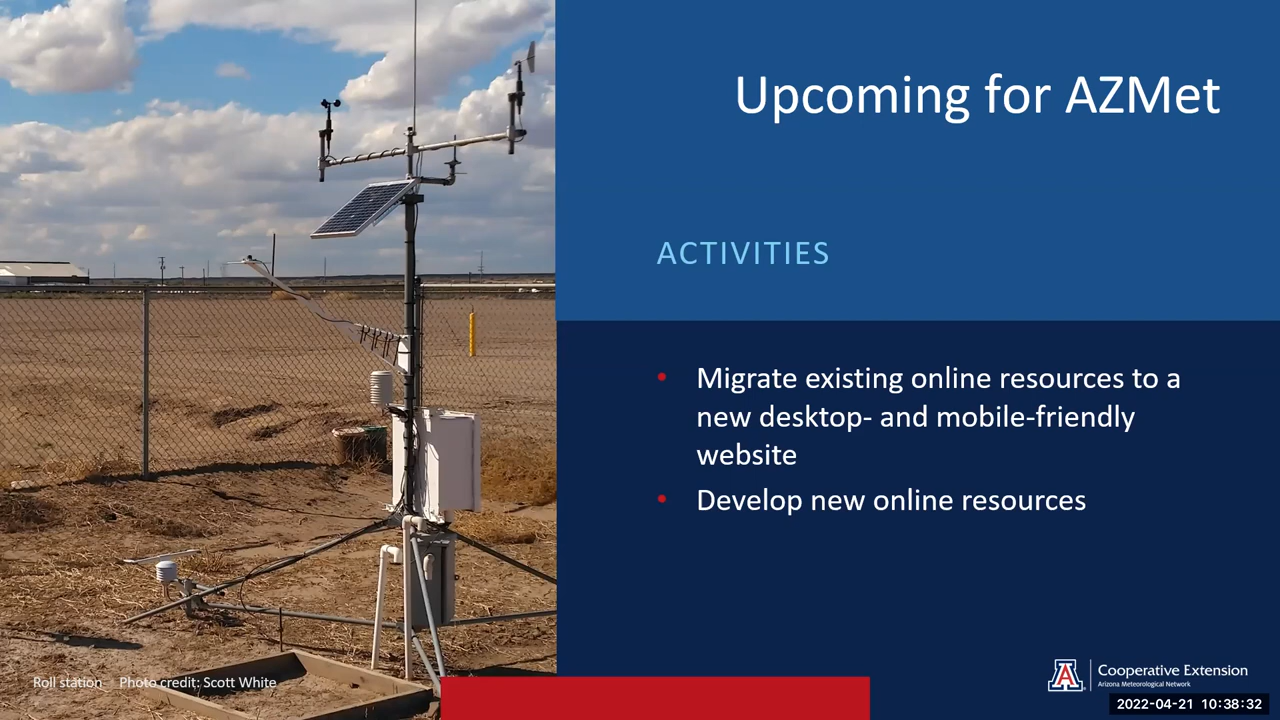 Upcoming for AZMet
ACTIVITIES
• Migrate existing online resources to a
new desktop- and mobile-friendly
website
• Develop new online resources
Roll station Photo credit: Scott White
A
Cooperative Extension
Arizona Meteorological Network
2022-04-21 10:38:32